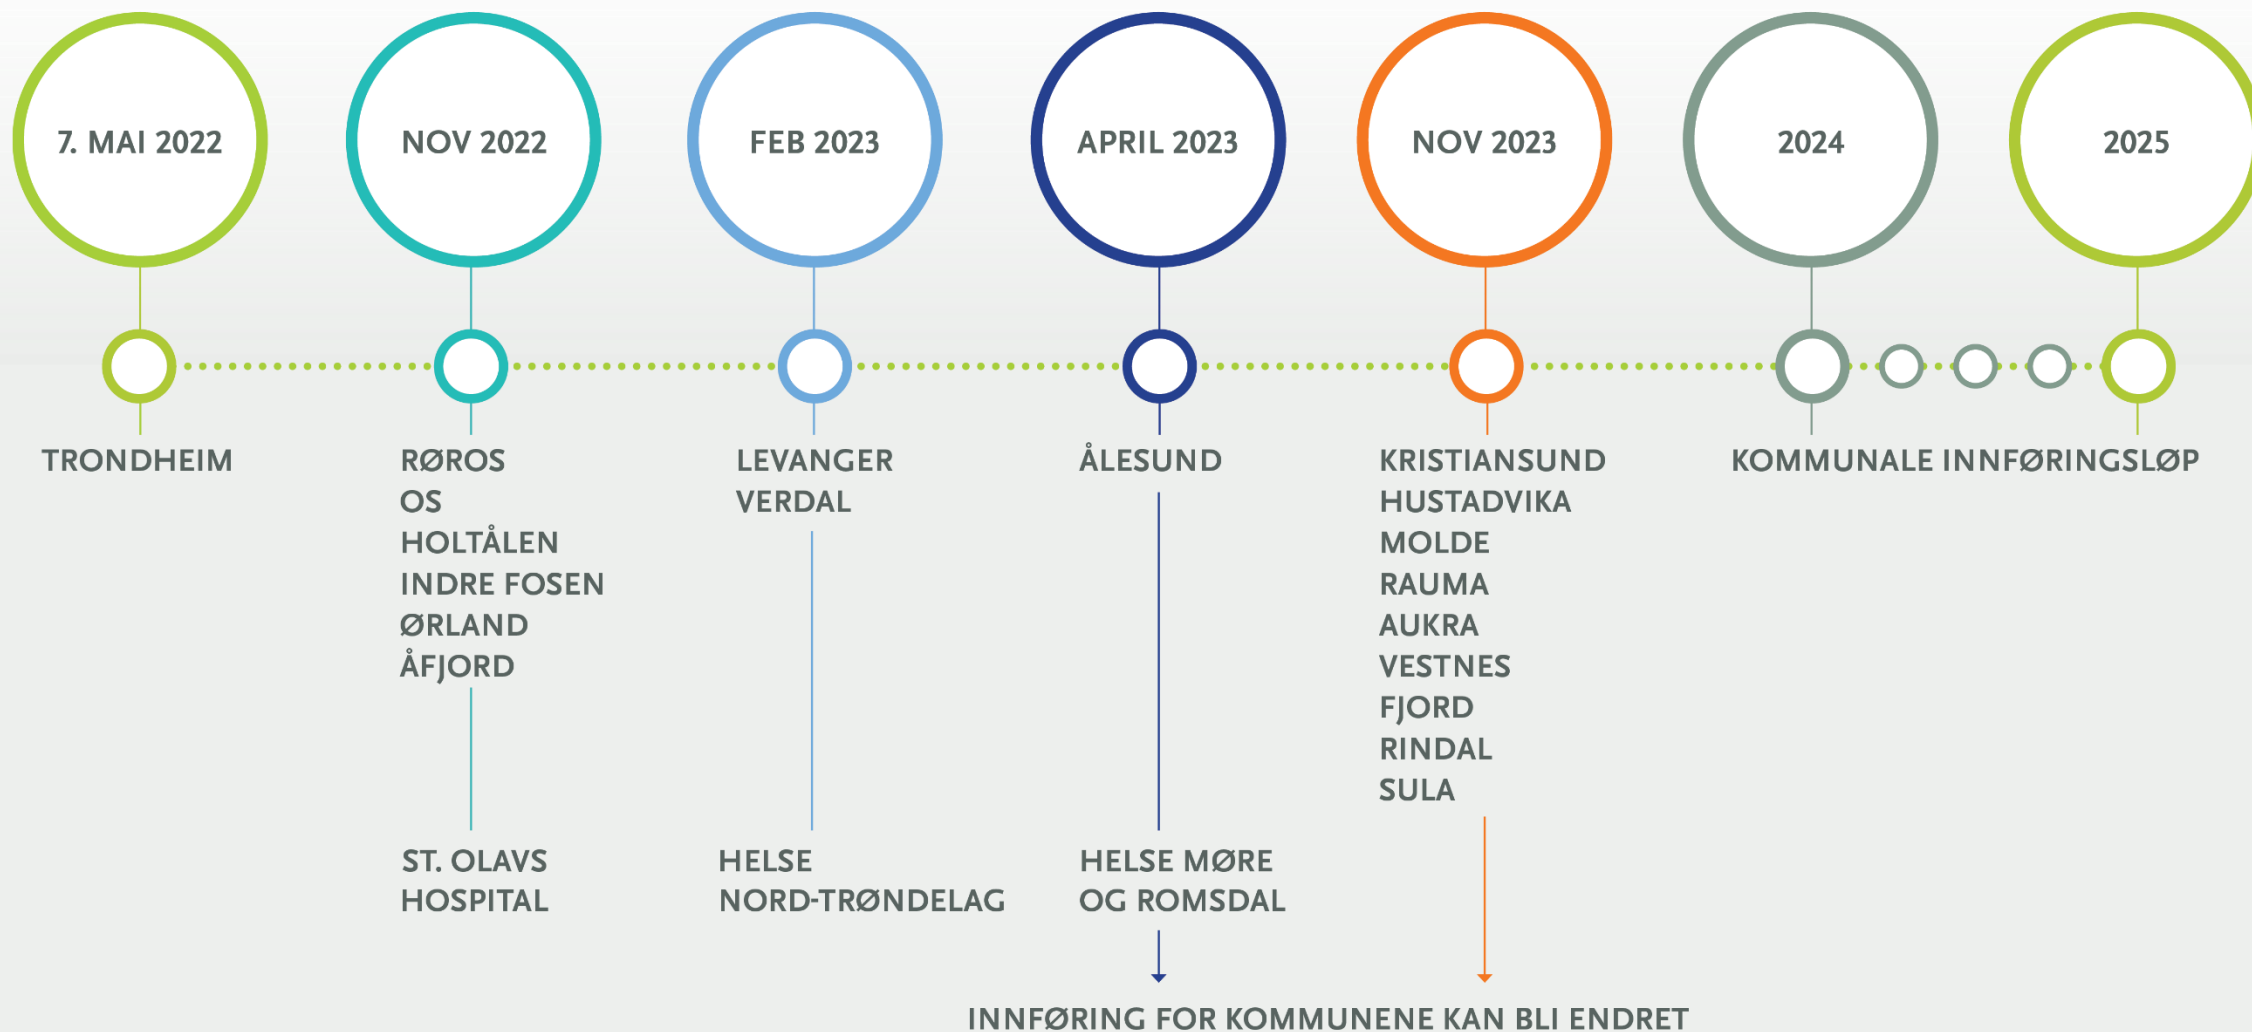 7. MAI 2022
NOV 2022
FEB 2023
APRIL 2023
NOV 2023
2024
2025
TRONDHEIM
RØROS
OS
HOLTÅLEN
INDRE FOSEN
ØRLAND
ÅFJORD
ST. OLAVS
HOSPITAL
LEVANGER
VERDAL
HELSE
NORD-TRØNDELAG
ÅLESUND
HELSE MØRE
OG ROMSDAL
KRISTIANSUND
HUSTADVIKA
MOLDE
RAUMA
AUKRA
VESTNES
FJORD
RINDAL
SULA
KOMMUNALE INNFØRINGSLØP
INNFØRING FOR KOMMUNENE KAN BLI ENDRET